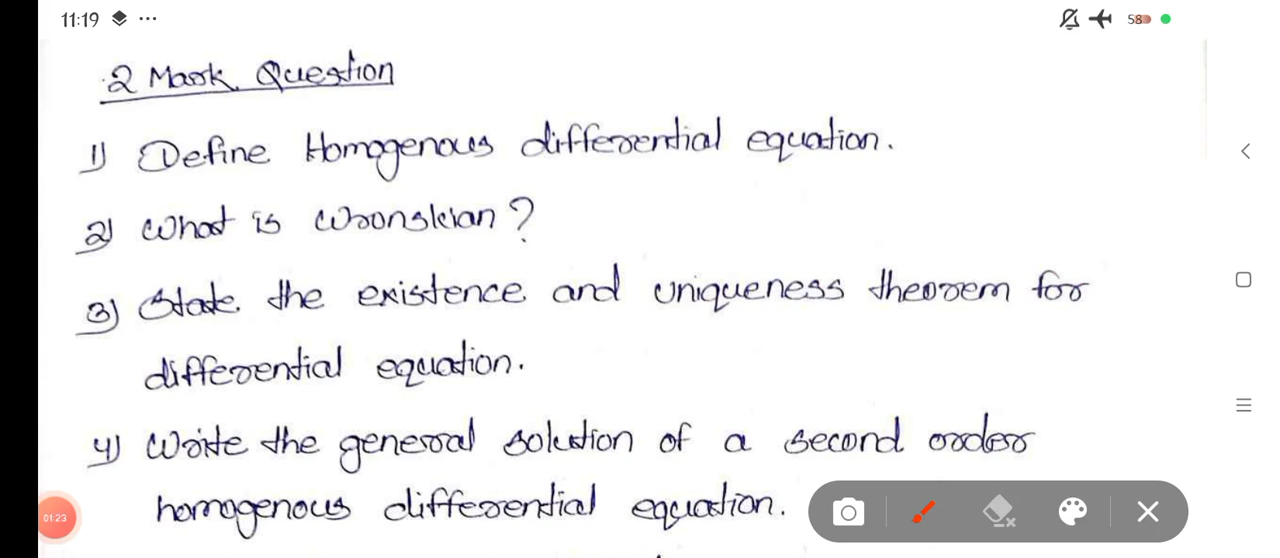 11:19
58
2 Mark Question
1) Define Homogenous differential equation.
2) What is Wronskian?
3) State the existence and uniqueness theorem for
differential equation.
4) Write the general solution of a second order
homogenous differential equation.
01:23